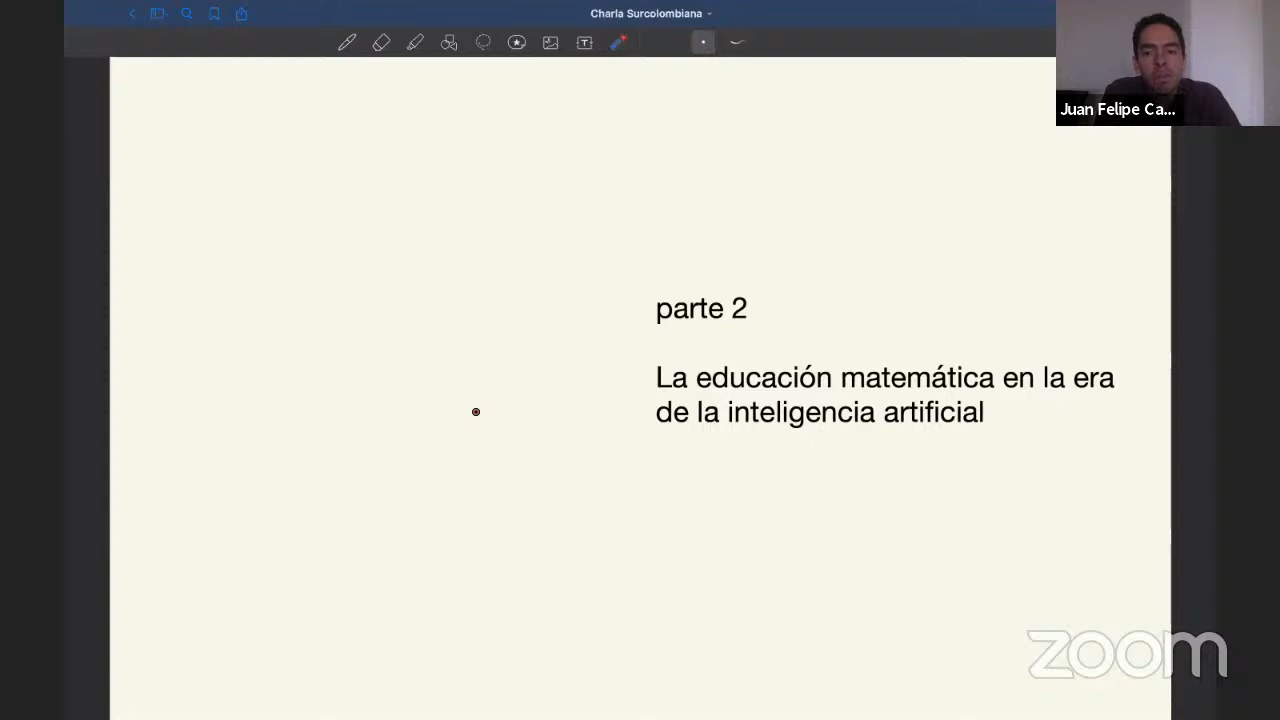 Charla Surcolombiana
Juan Felipe Ca...
parte 2
La educación matemática en la era
de la inteligencia artificial
zoom